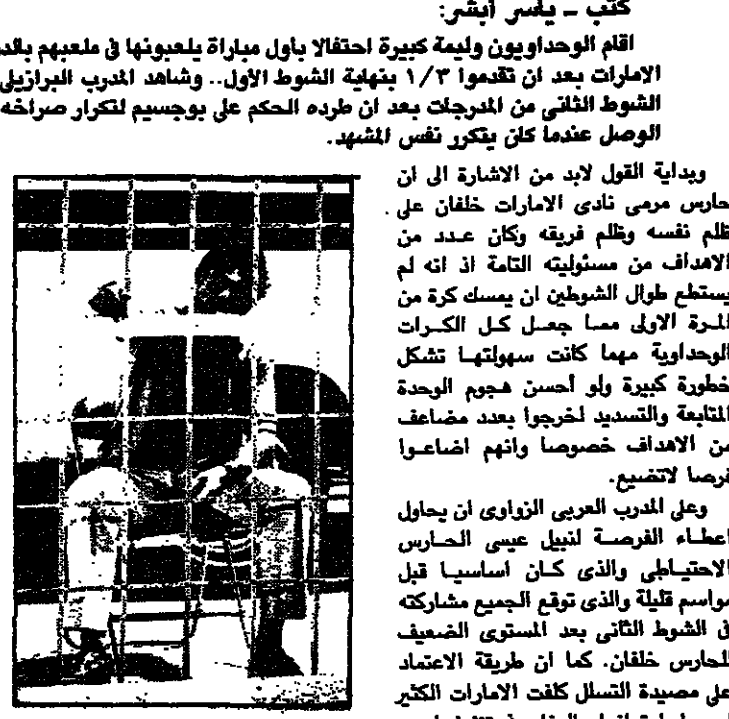 كتب ـ ياسر أبشر:
اقام الوحداويون وليمة كبيرة احتفالا باول مباراة يلعبونها في ملعبهم
الامارات بعد ان تقدموا ٣/١ بنهاية الشوط الأول.. وشاهد المدرب البرازيلي
الشوط الثاني من المدرجات بعد ان طرده الحكم علي بوجسيم لتكرار صراخه
الوصل عندما كان يتكرر نفس المشهد.
وبداية القول لابد من الاشارة الى ان
حارس مرمى نادى الامارات خلفان علي
ظلم نفسه وظلم فريقه وكان عدد من
الاهداف من مسئوليته التامة اذ انه لم
يستطع طوال الشوطين ان يمسك كرة من
المرة الاولى مما جعل كل الكرات
الوحداوية مهما كانت سهولتها تشكل
خطورة كبيرة ولو أحسن هجوم الوحدة
المتابعة والتسديد لخرجوا بعدد مضاعف
من الاهداف خصوصا وانهم اضاعوا
فرصا لاتضيع.
وعلى المدرب العربي الزواوى ان يحاول
اعطاء الفرصة لنبيل عيسى الحارس
الاحتياطى والذى كان اساسيا قبل
مواسم قليلة والذى توقع الجميع مشاركته
في الشوط الثانى بعد المستوى الضعيف
للحارس خلفان. كما ان طريقة الاعتماد
على مصيدة التسلل كلفت الامارات الكثير